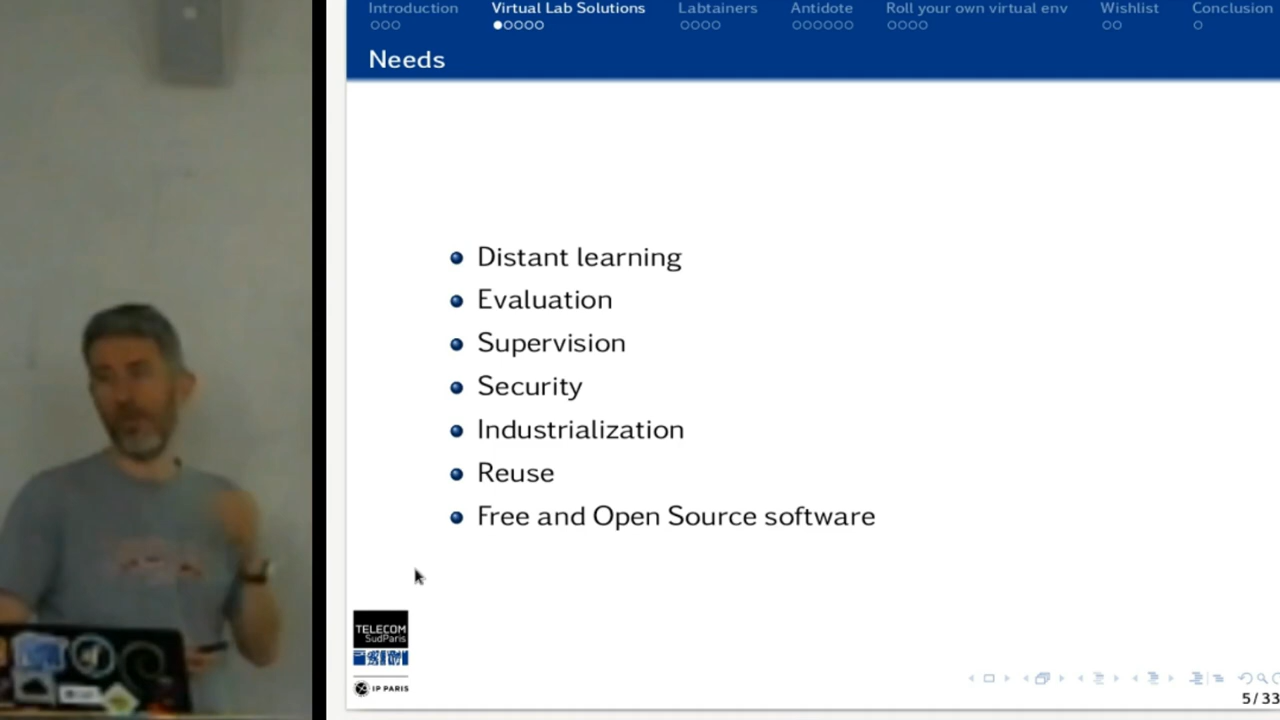 Introduction Virtual Lab Solutions Labtainers Antidote Roll your own virtual env Wishlist Conclusion
Needs
Distant learning
Evaluation
Supervision
Security
Industrialization
Reuse
Free and Open Source software
TELECOM
SudParis
IP PARIS
5/33